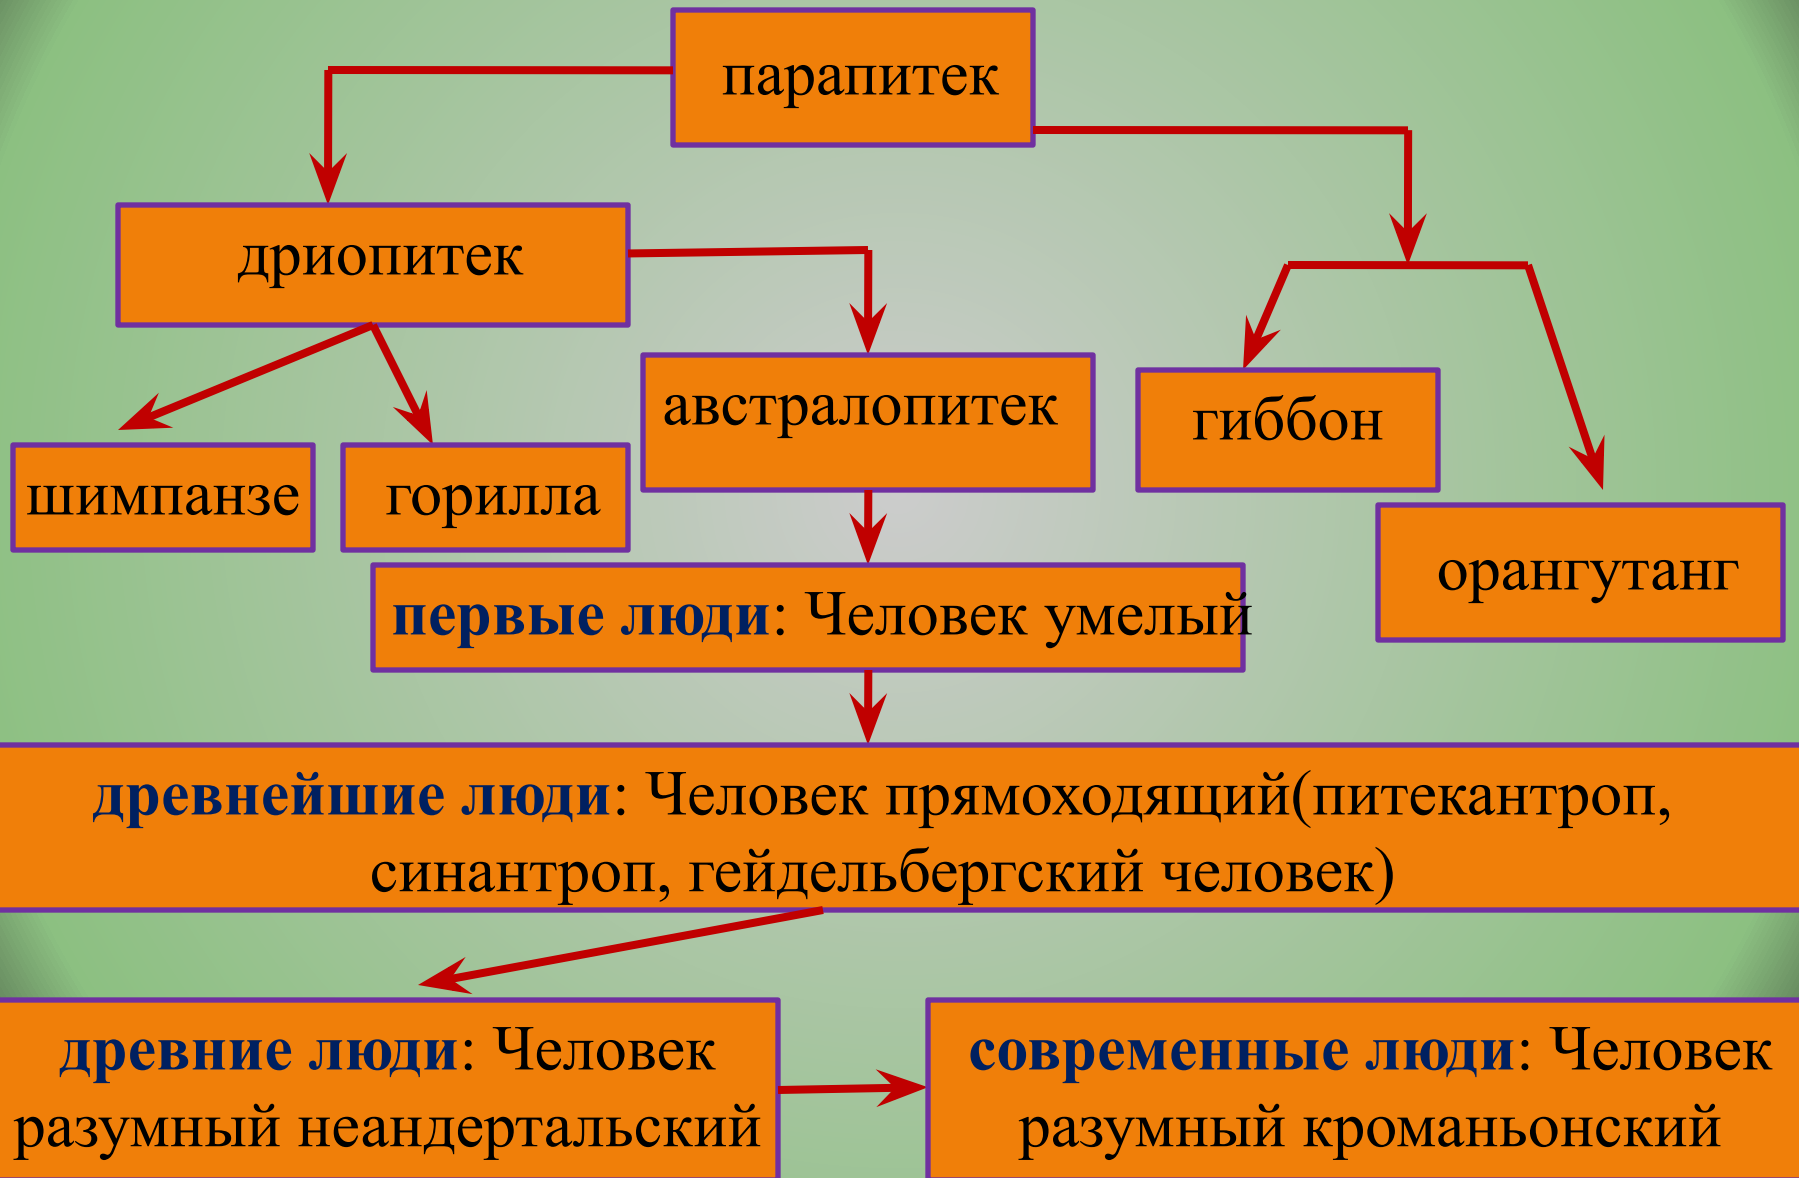 парапитек
дриопитек
австралопитек
гиббон
шимпанзе
горилла
орангутанг
первые люди: Человек умелый
древнейшие люди: Человек прямоходящий(питекантроп,
синантроп, гейдельбергский человек)
древние люди: Человек
разумный неандертальский
современные люди: Человек
разумный кроманьонский